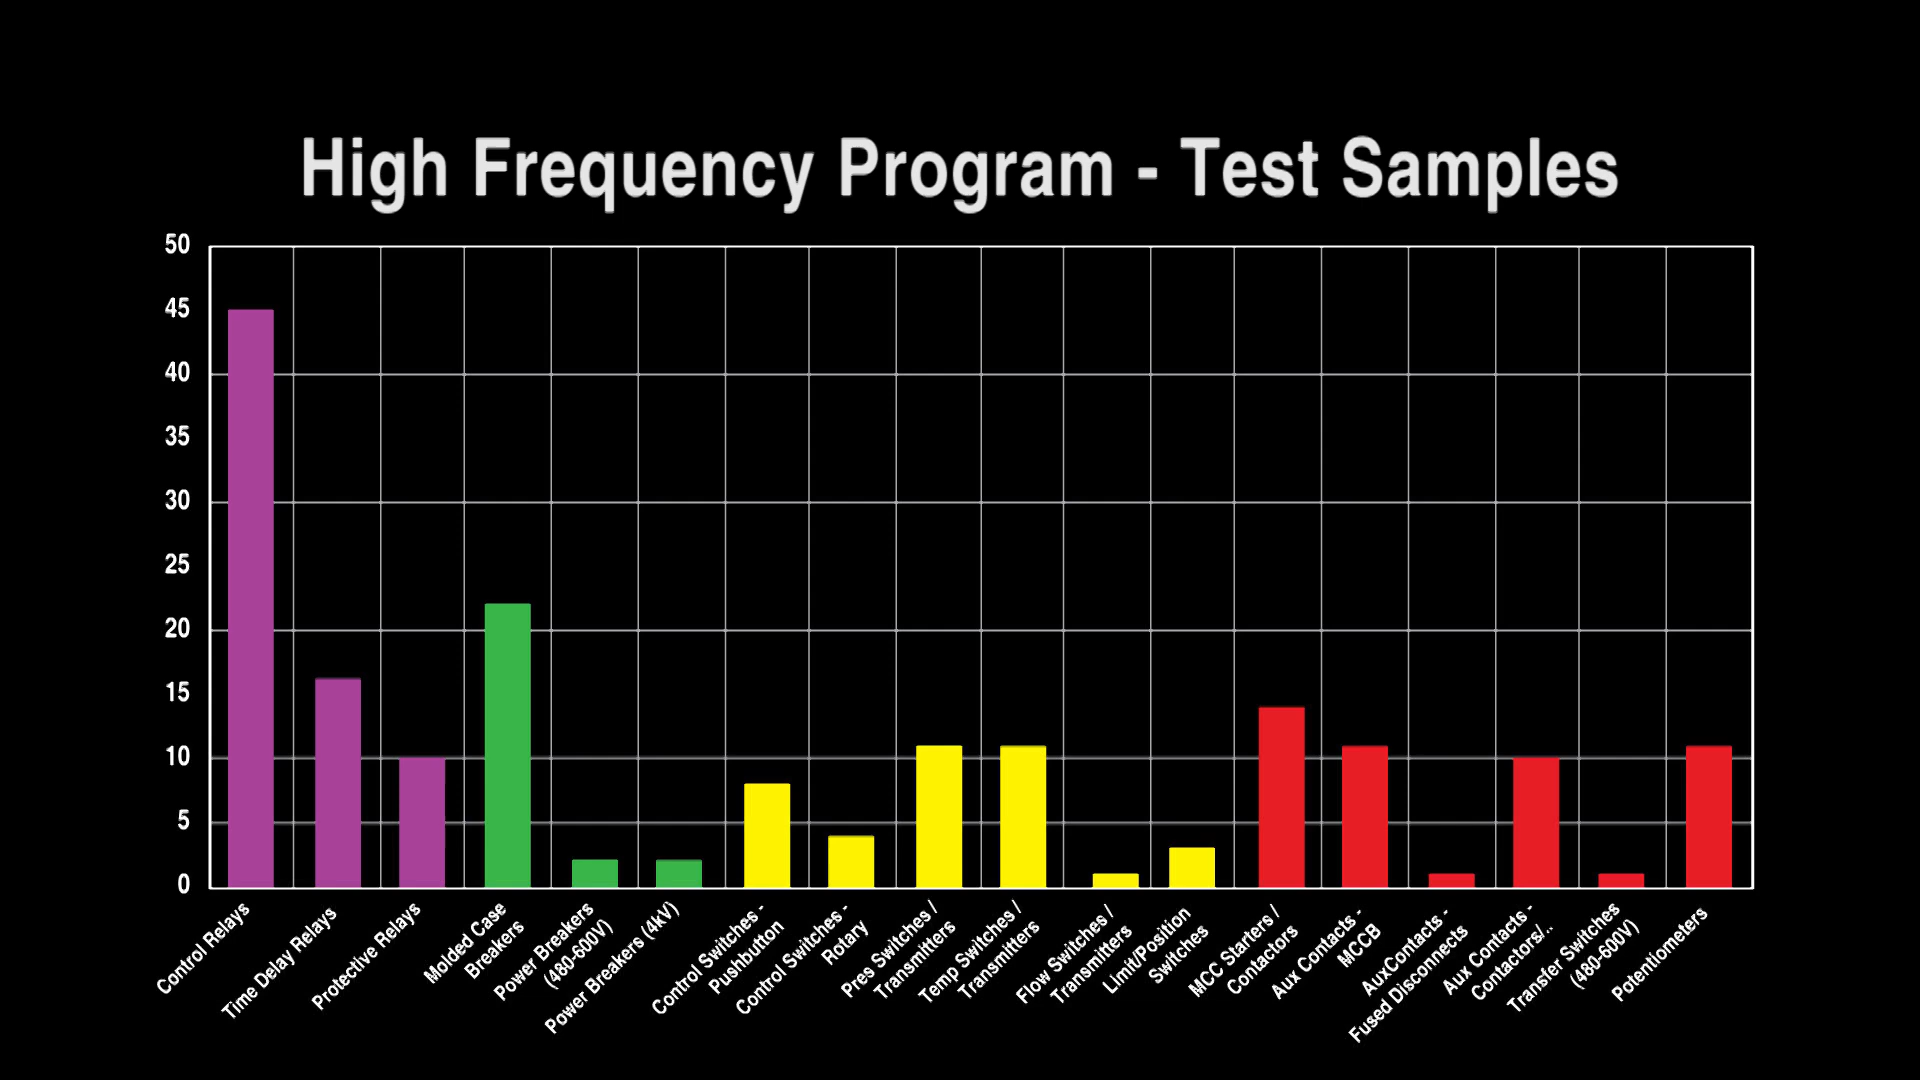 High Frequency Program - Test Samples
50
45
40
35
30
25
20
15
10
5
0
Control Relays
Time Delay Relays
Protective Relays
Molded Case
Breakers
Power Breakers
(480-600V)
Power Breakers (4kV)
Control Switches -
Pushbutton
Control Switches -
Rotary
Pres Switches /
Transmitters
Temp Switches /
Transmitters
Flow Switches /
Transmitters
Limit/Position
Switches
MCC Starters /
Contactors
Aux Contacts -
MCCB
AuxContacts -
Fused Disconnects
Aux Contacts -
Contactors/..
Transfer Switches
(480-600V)
Potentiometers